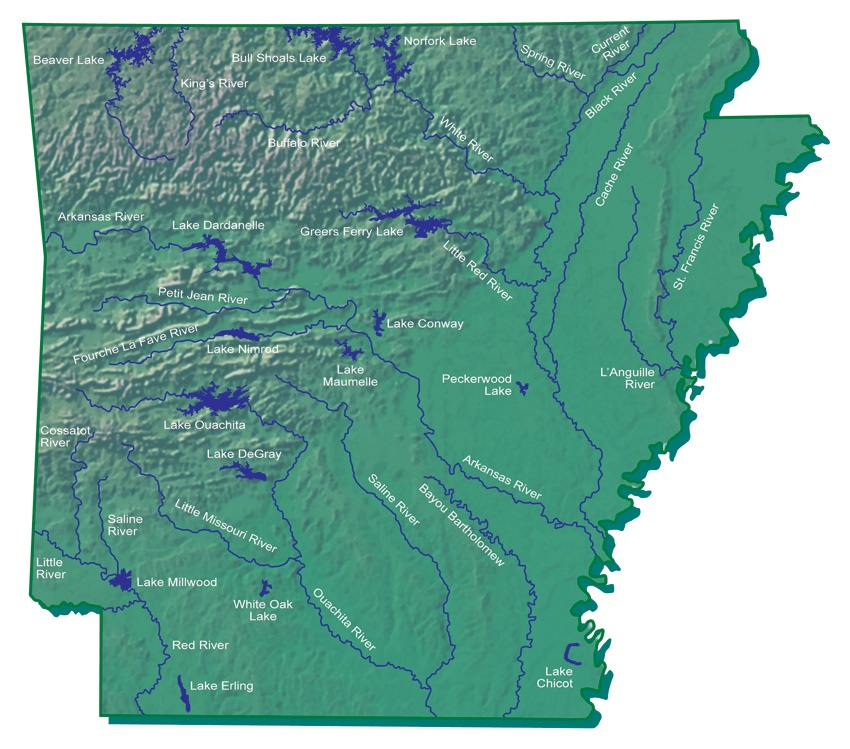 Norfork Lake
Beaver Lake
Bull Shoals Lake
Spring River
Current
River
King's River
Black River
Buffalo River
White River
Cache River
Arkansas River
Lake Dardanelle
Greers Ferry Lake
St. Francis River
Little Red River
Petit Jean River
Lake Conway
Fourche La Fave River
Lake Nimrod
Lake
Maumelle
Peckerwood
Lake
L'Anguille
River
Lake Ouachita
Cossatot
River
Lake DeGray
Arkansas River
Saline River
Bayou Bartholomew
Little Missouri River
Saline
River
Little
River
Lake Millwood
White Oak
Lake
Ouachita River
Red River
Lake
Chicot
Lake Erling